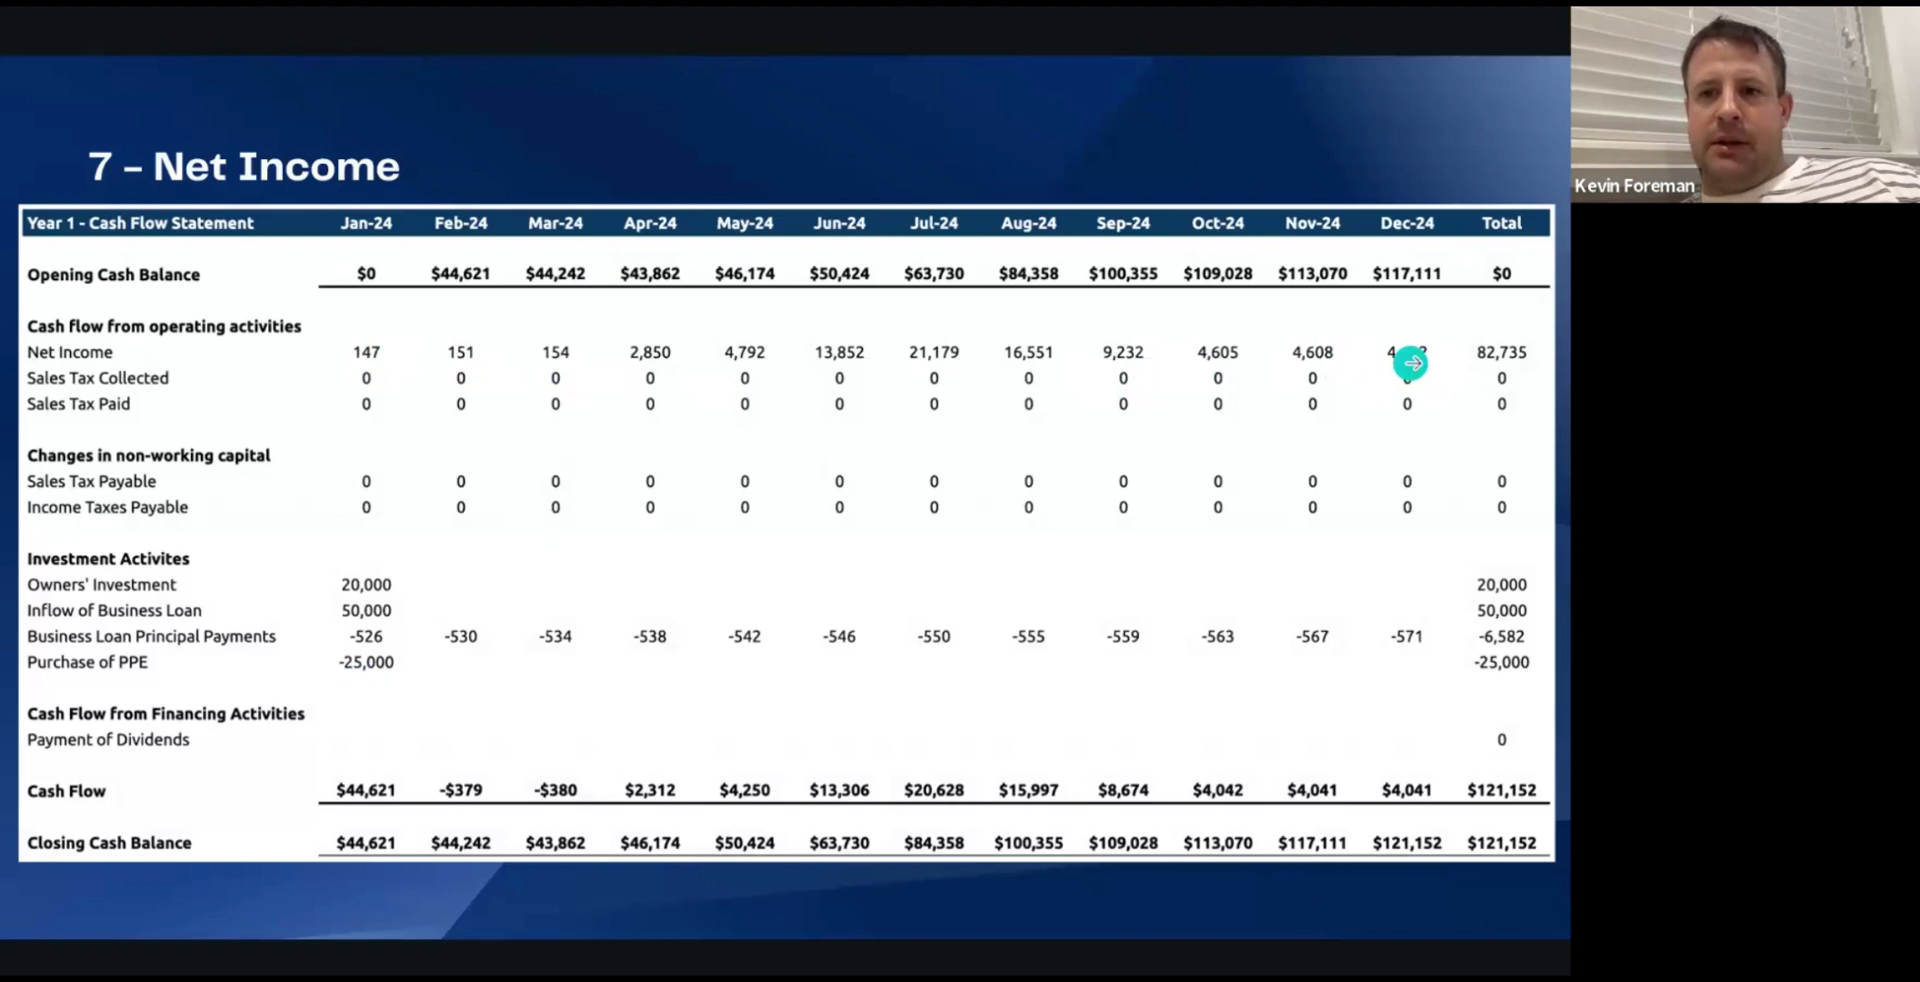 7 – Net Income
Year 1 - Cash Flow Statement Jan-24 Feb-24 Mar-24 Apr-24 May-24 Jun-24 Jul-24 Aug-24 Sep-24 Oct-24 Nov-24 Dec-24 Total
Opening Cash Balance $0 $44,621 $44,242 $43,862 $46,174 $50,424 $63,730 $84,358 $100,355 $109,028 $113,070 $117,111 $0
Cash flow from operating activities
Net Income 147 151 154 2,850 4,792 13,852 21,179 16,551 9,232 4,605 4,608 82,735
Sales Tax Collected 0 0 0 0 0 0 0 0 0 0 0 0 0
Sales Tax Paid 0 0 0 0 0 0 0 0 0 0 0 0 0
Changes in non-working capital
Sales Tax Payable 0 0 0 0 0 0 0 0 0 0 0 0 0
Income Taxes Payable 0 0 0 0 0 0 0 0 0 0 0 0 0
Investment Activites
Owners' Investment 20,000 20,000
Inflow of Business Loan 50,000 50,000
Business Loan Principal Payments -526 -530 -534 -538 -542 -546 -550 -555 -559 -563 -567 -571 -6,582
Purchase of PPE -25,000 -25,000
Cash Flow from Financing Activities
Payment of Dividends 0
Cash Flow $44,621 -$379 -$380 $2,312 $4,250 $13,306 $20,628 $15,997 $8,674 $4,042 $4,041 $4,041 $121,152
Closing Cash Balance $44,621 $44,242 $43,862 $46,174 $50,424 $63,730 $84,358 $100,355 $109,028 $113,070 $117,111 $121,152 $121,152
Kevin Foreman